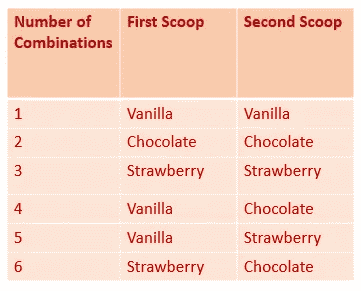 Number of Combinations First Scoop Second Scoop
1 Vanilla Vanilla
2 Chocolate Chocolate
3 Strawberry Strawberry
4 Vanilla Chocolate
5 Vanilla Strawberry
6 Strawberry Chocolate